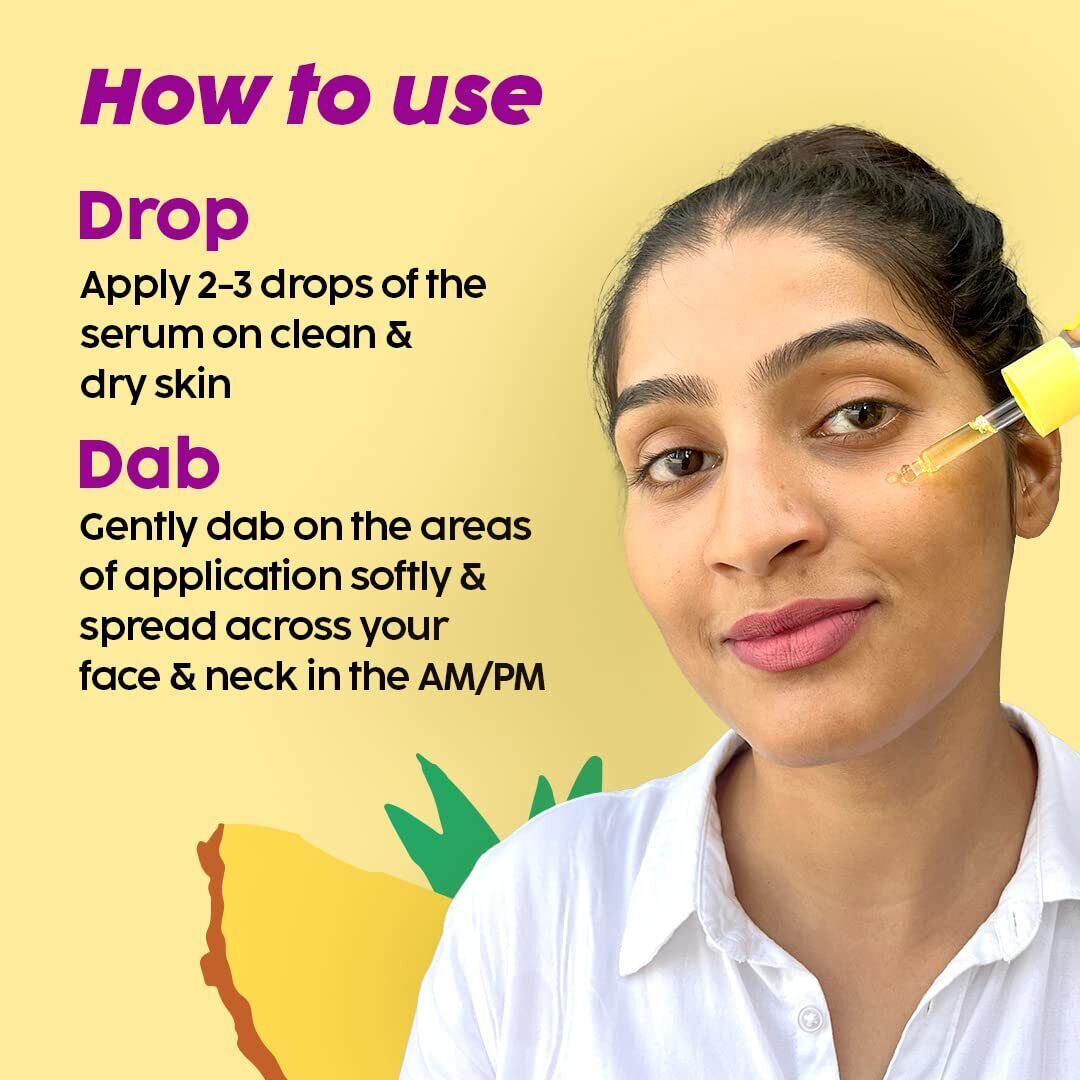 How to use
Drop
Apply 2-3 drops of the
serum on clean &
dry skin
Dab
Gently dab on the areas
of application softly &
spread across your
face & neck in the AM/PM